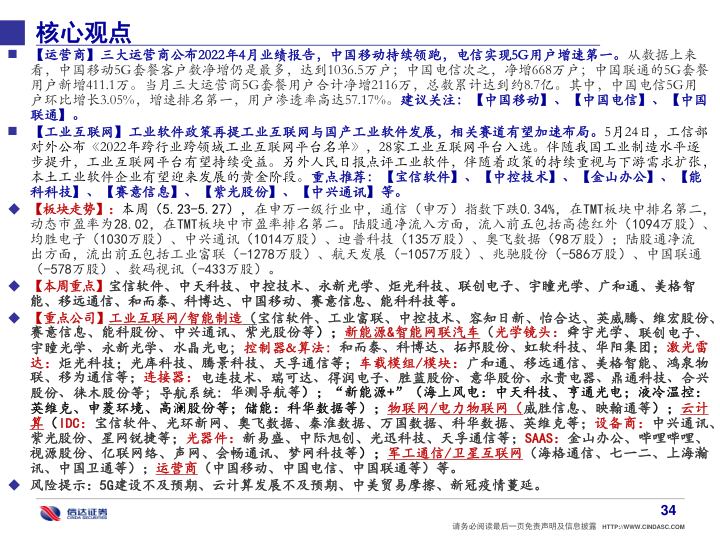 核心观点
■ 【运营商】三大运营商公布2022年4月业绩报告，中国移动持续领跑，电信实现5G用户增速第一。从数据上来
看，中国移动5G套餐客户数净增仍是最多，达到1036.5万户；中国电信次之，净增668万户；中国联通的5G套餐
用户新增411.1万。当月三大运营商5G套餐用户合计净增2116万，总数累计达到约8.7亿。其中，中国电信5G用
户环比增长3.05%，增速排名第一，用户渗透率高达57.17%。建议关注：【中国移动】、【中国电信】、【中国
联通】。
■ 【工业互联网】工业软件政策再提工业互联网与国产工业软件发展，相关赛道有望加速布局。5月24日，工信部
对外公布《2022年跨行业跨领域工业互联网平台名单》，28家工业互联网平台入选。伴随我国工业制造水平逐
步提升，工业互联网平台有望持续受益。另外人民日报点评工业软件，伴随着政策的持续重视与下游需求扩张，
本土工业软件企业有望迎来发展的黄金阶段。重点推荐：【宝信软件】、【中控技术】、【金山办公】、【能
科科技】、【赛意信息】、【紫光股份】、【中兴通讯】等。
◆ 【板块走势】：本周（5.23-5.27），在申万一级行业中，通信（申万）指数下跌0.34%，在TMT板块中排名第二，
动态市盈率为28.02，在TMT板块中市盈率排名第二。陆股通净流入方面，流入前五包括高德红外（1094万股）、
均胜电子（1030万股）、中兴通讯（1014万股）、迪普科技（135万股）、奥飞数据（98万股）；陆股通净流
出方面，流出前五包括工业富联（-1278万股）、航天发展（-1057万股）、兆驰股份（-586万股）、中国联通
（-578万股）、数码视讯（-433万股）。
◆ 【本周重点】宝信软件、中天科技、中控技术、永新光学、炬光科技、联创电子、宇瞳光学、广和通、美格智
能、移远通信、和而泰、科博达、中国移动、赛意信息、能科科技等。
◆ 【重点公司】工业互联网/智能制造（宝信软件、工业富联、中控技术、容知日新、怡合达、英威腾、维宏股份、
赛意信息、能科股份、中兴通讯、紫光股份等）；新能源&智能网联汽车（光学镜头：舜宇光学、联创电子、
宇瞳光学、永新光学、水晶光电；控制器&算法：和而泰、科博达、拓邦股份、虹软科技、华阳集团；激光雷
达：炬光科技；光库科技、腾景科技、天孚通信等；车载模组/模块：广和通、移远通信、美格智能、鸿泉物
联、移为通信等；连接器：电连技术、瑞可达、得润电子、胜蓝股份、意华股份、永贵电器、鼎通科技、合兴
股份、徕木股份等；导航系统：华测导航等）；“新能源+”（海上风电：中天科技、亨通光电；液冷温控：
英维克、申菱环境、高澜股份等；储能：科华数据等）；物联网/电力物联网（威胜信息、映翰通等）；云计
算（IDC：宝信软件、光环新网、奥飞数据、秦淮数据、万国数据、科华数据、英维克等；设备商：中兴通讯、
紫光股份、星网锐捷等；光器件：新易盛、中际旭创、光迅科技、天孚通信等；SAAS：金山办公、哔哩哔哩、
视源股份、亿联网络、声网、会畅通讯、梦网科技等）；军工通信/卫星互联网（海格通信、七一二、上海瀚
讯、中国卫通等）；运营商（中国移动、中国电信、中国联通等）等。
◆ 风险提示：5G建设不及预期、云计算发展不及预期、中美贸易摩擦、新冠疫情蔓延。
信达证券
CINDA SECURITIES
34
请务必阅读最后一页免责声明及信息披露 HTTP://WWW.CINDASC.COM